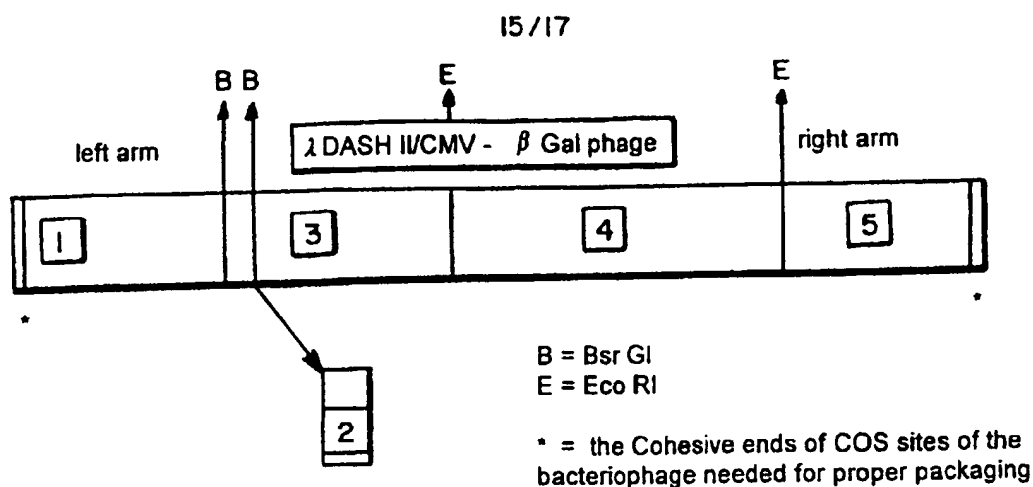 15/17
B B
E
E
left arm
λ DASH II/CMV - β Gal phage
right arm
1
3
4
5
*
*
2
B = Bsr GI
E = Eco RI
* = the Cohesive ends of COS sites of the
bacteriophage needed for proper packaging